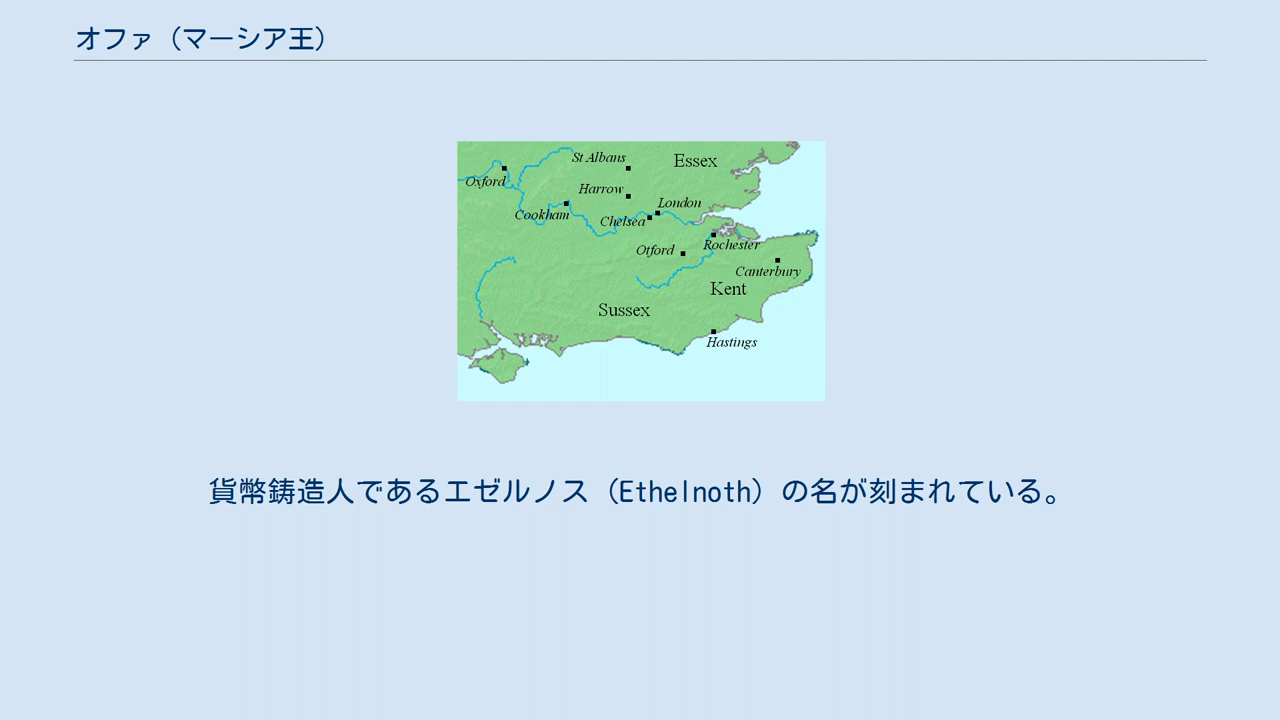 オファ（マーシア王）
St Albans
Essex
Oxford
Harrow
London
Cookham
Chelsea
Otford
Rochester
Canterbury
Kent
Sussex
Hastings
貨幣鋳造人であるエゼルノス（Ethelnoth）の名が刻まれている。